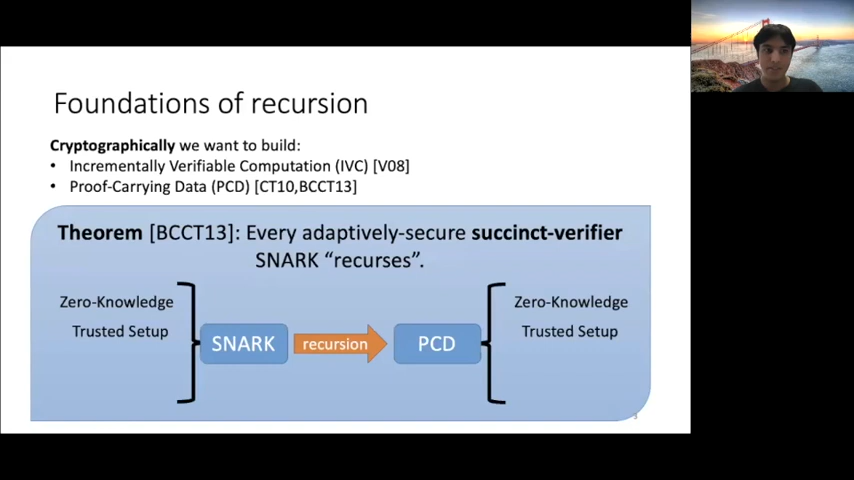 Foundations of recursion
Cryptographically we want to build:
• Incrementally Verifiable Computation (IVC) [V08]
• Proof-Carrying Data (PCD) [CT10,BCCT13]
Theorem [BCCT13]: Every adaptively-secure succinct-verifier
SNARK “recurses”.
Zero-Knowledge
Trusted Setup
SNARK
recursion
PCD
Zero-Knowledge
Trusted Setup